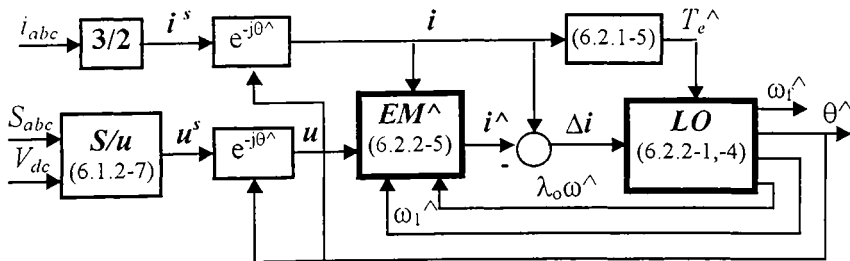 i_abc 3/2 i^s e^-jθ^ i (6.2.1-5) T_e^
S_abc V_dc S/u (6.1.2-7) u^s e^-jθ^ u EM^ (6.2.2-5) i^ - Δi LO (6.2.2-1,-4) ω_f^ θ^
ω_1^ λ_oω^